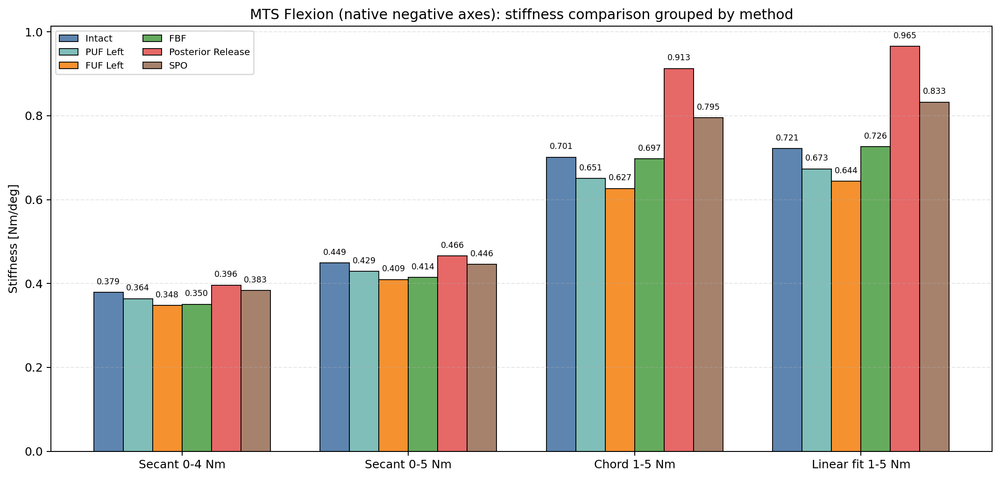 MTS Flexion (native negative axes): stiffness comparison grouped by method
Intact
PUF Left
FUF Left
FBF
Posterior Release
SPO
Stiffness [Nm/deg]
1.0
0.8
0.6
0.4
0.2
0.0
0.379
0.364
0.348
0.350
0.396
0.383
0.449
0.429
0.409
0.414
0.466
0.446
0.701
0.651
0.627
0.697
0.913
0.795
0.721
0.673
0.644
0.726
0.965
0.833
Secant 0-4 Nm
Secant 0-5 Nm
Chord 1-5 Nm
Linear fit 1-5 Nm